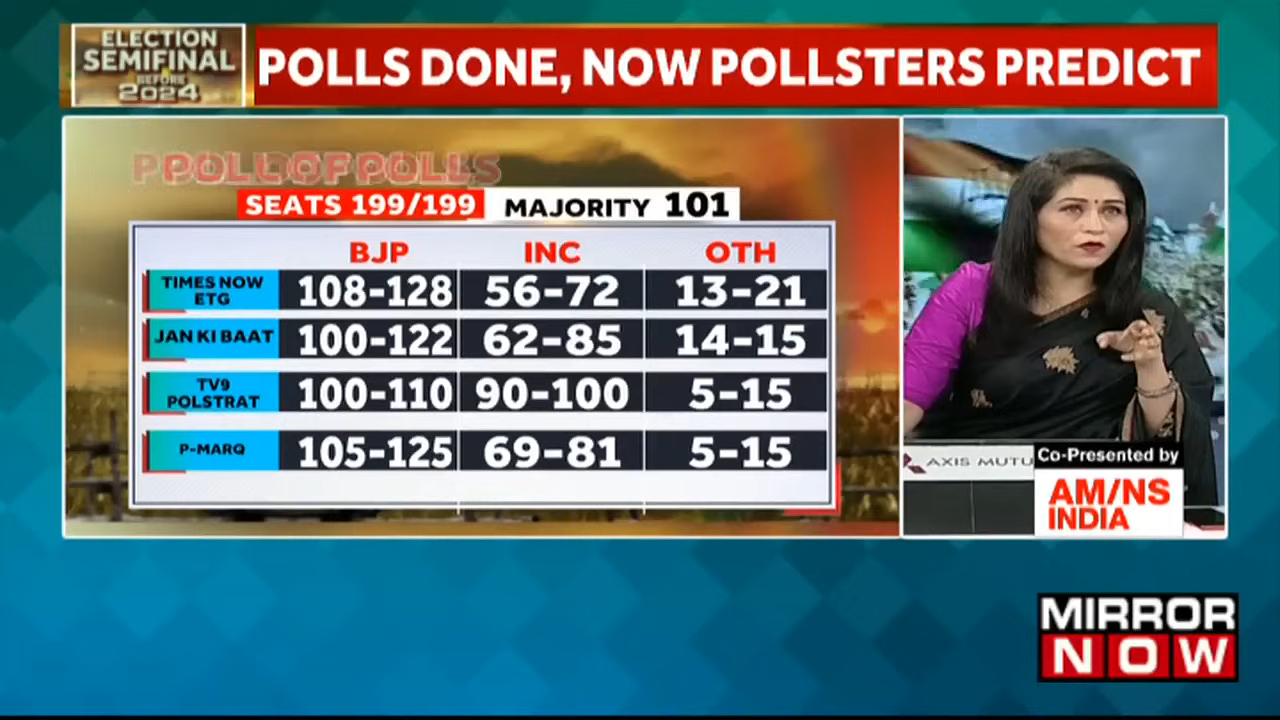 ELECTION
SEMIFINAL
BEFORE
2024
POLLS DONE, NOW POLLSTERS PREDICT
POLL OF POLLS
SEATS 199/199
MAJORITY 101
BJP INC OTH
TIMES NOW
ETG
108-128 56-72 13-21
JAN KI BAAT 100-122 62-85 14-15
TV9
POLSTRAT
100-110 90-100 5-15
P-MARQ 105-125 69-81 5-15
AXIS MUTU
Co-Presented by
AM/NS
INDIA
MIRROR
NOW